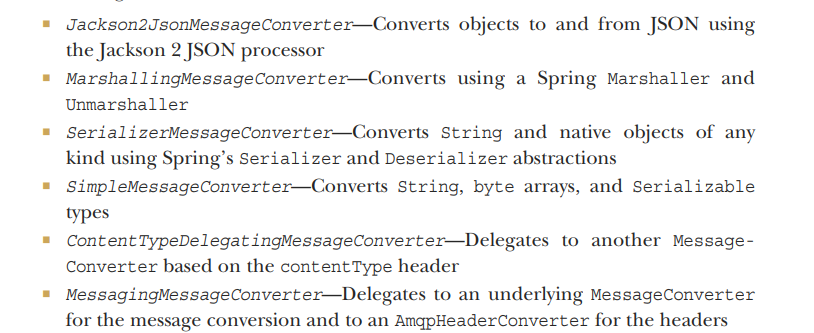 ■ Jackson2JsonMessageConverter—Converts objects to and from JSON using
the Jackson 2 JSON processor
■ MarshallingMessageConverter—Converts using a Spring Marshaller and
Unmarshaller
■ SerializerMessageConverter—Converts String and native objects of any
kind using Spring’s Serializer and Deserializer abstractions
■ SimpleMessageConverter—Converts String, byte arrays, and Serializable
types
■ ContentTypeDelegatingMessageConverter—Delegates to another Message-
Converter based on the contentType header
■ MessagingMessageConverter—Delegates to an underlying MessageConverter
for the message conversion and to an AmqpHeaderConverter for the headers